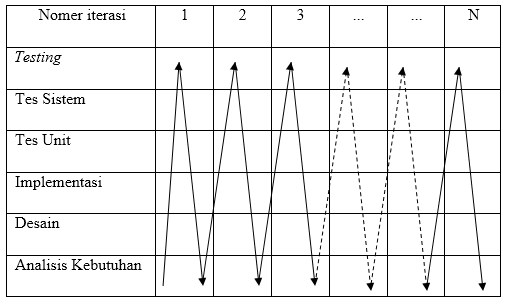 Nomer iterasi 1 2 3 ... ... N
Testing
Tes Sistem
Tes Unit
Implementasi
Desain
Analisis Kebutuhan